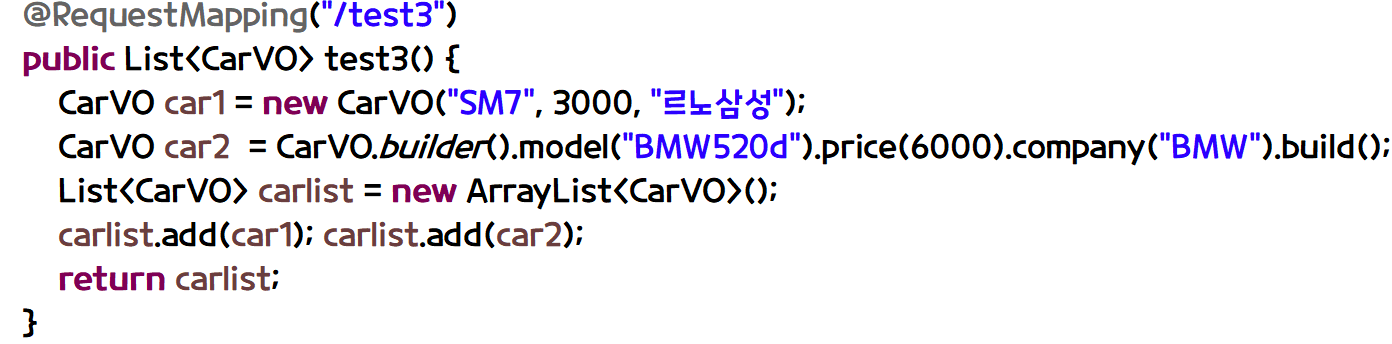 @RequestMapping("/test3")
public List<CarVO> test3() {
CarVO car1 = new CarVO("SM7", 3000, "르노삼성");
CarVO car2  = CarVO.builder().model("BMW520d").price(6000).company("BMW").build();
List<CarVO> carlist = new ArrayList<CarVO>();
carlist.add(car1); carlist.add(car2);
return carlist;
}